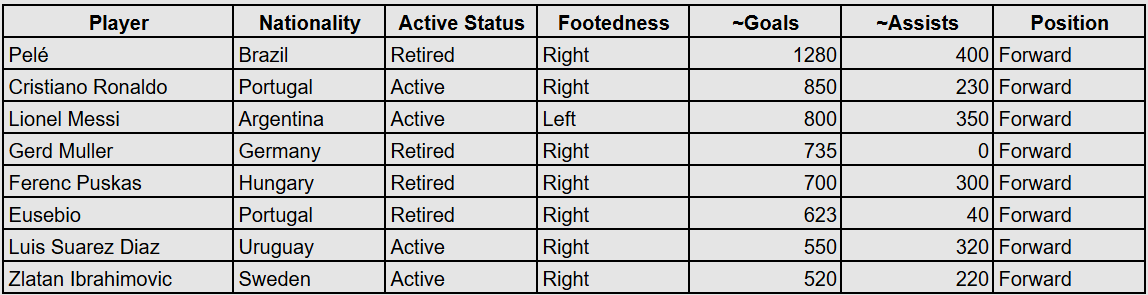 Player Nationality Active Status Footedness ~Goals ~Assists Position
Pelé Brazil Retired Right 1280 400 Forward
Cristiano Ronaldo Portugal Active Right 850 230 Forward
Lionel Messi Argentina Active Left 800 350 Forward
Gerd Muller Germany Retired Right 735 0 Forward
Ferenc Puskas Hungary Retired Right 700 300 Forward
Eusebio Portugal Retired Right 623 40 Forward
Luis Suarez Diaz Uruguay Active Right 550 320 Forward
Zlatan Ibrahimovic Sweden Active Right 520 220 Forward